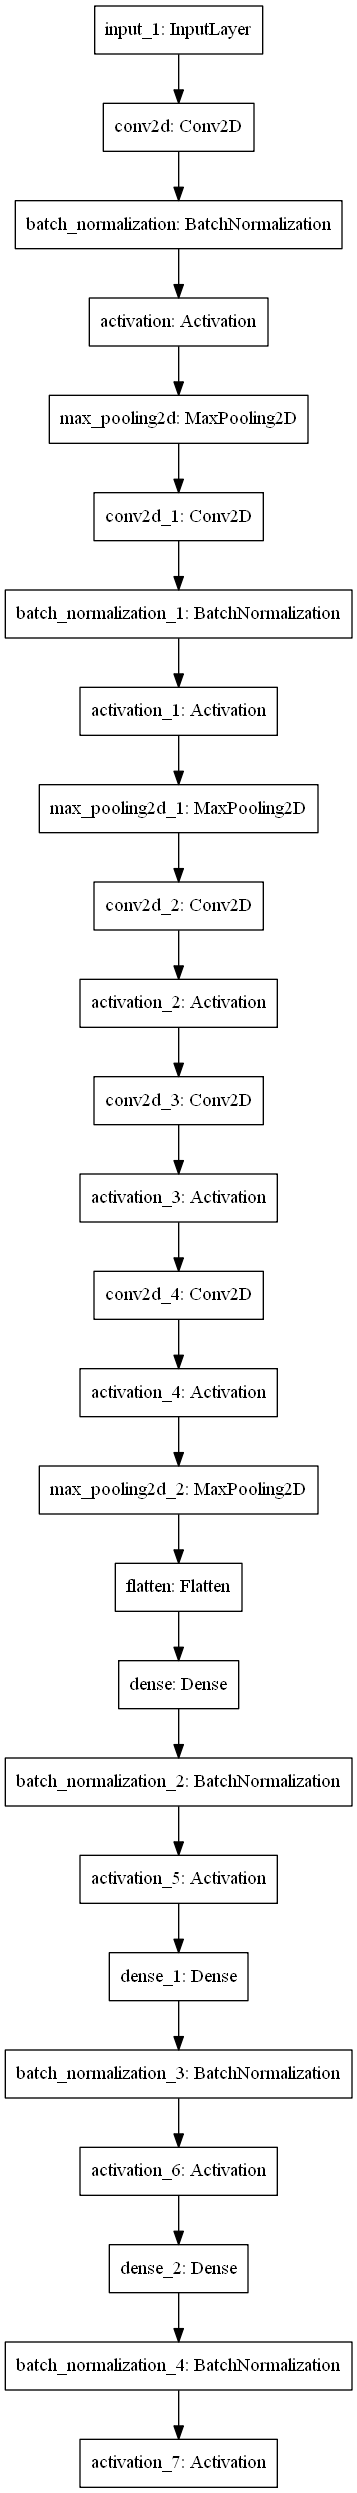 input_1: InputLayer
conv2d: Conv2D
batch_normalization: BatchNormalization
activation: Activation
max_pooling2d: MaxPooling2D
conv2d_1: Conv2D
batch_normalization_1: BatchNormalization
activation_1: Activation
max_pooling2d_1: MaxPooling2D
conv2d_2: Conv2D
activation_2: Activation
conv2d_3: Conv2D
activation_3: Activation
conv2d_4: Conv2D
activation_4: Activation
max_pooling2d_2: MaxPooling2D
flatten: Flatten
dense: Dense
batch_normalization_2: BatchNormalization
activation_5: Activation
dense_1: Dense
batch_normalization_3: BatchNormalization
activation_6: Activation
dense_2: Dense
batch_normalization_4: BatchNormalization
activation_7: Activation